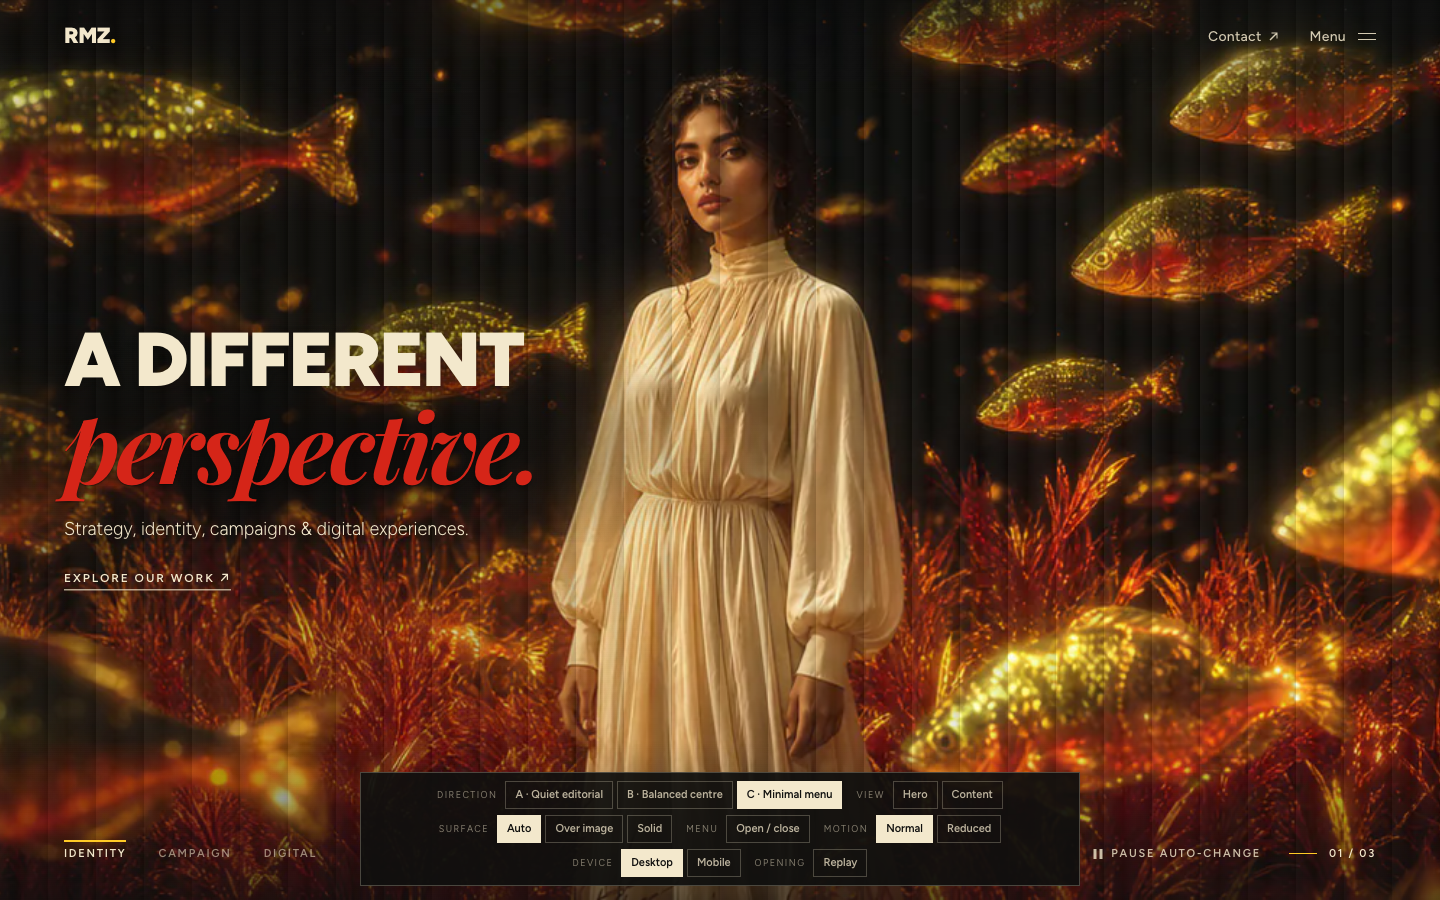 RMZ.
Contact ↗
Menu
A DIFFERENT
perspective.
Strategy, identity, campaigns & digital experiences.
EXPLORE OUR WORK ↗
DIRECTION A · Quiet editorial B · Balanced centre C · Minimal menu VIEW Hero Content
SURFACE Auto Over image Solid MENU Open / close MOTION Normal Reduced
DEVICE Desktop Mobile OPENING Replay
IDENTITY CAMPAIGN DIGITAL
PAUSE AUTO-CHANGE 01 / 03